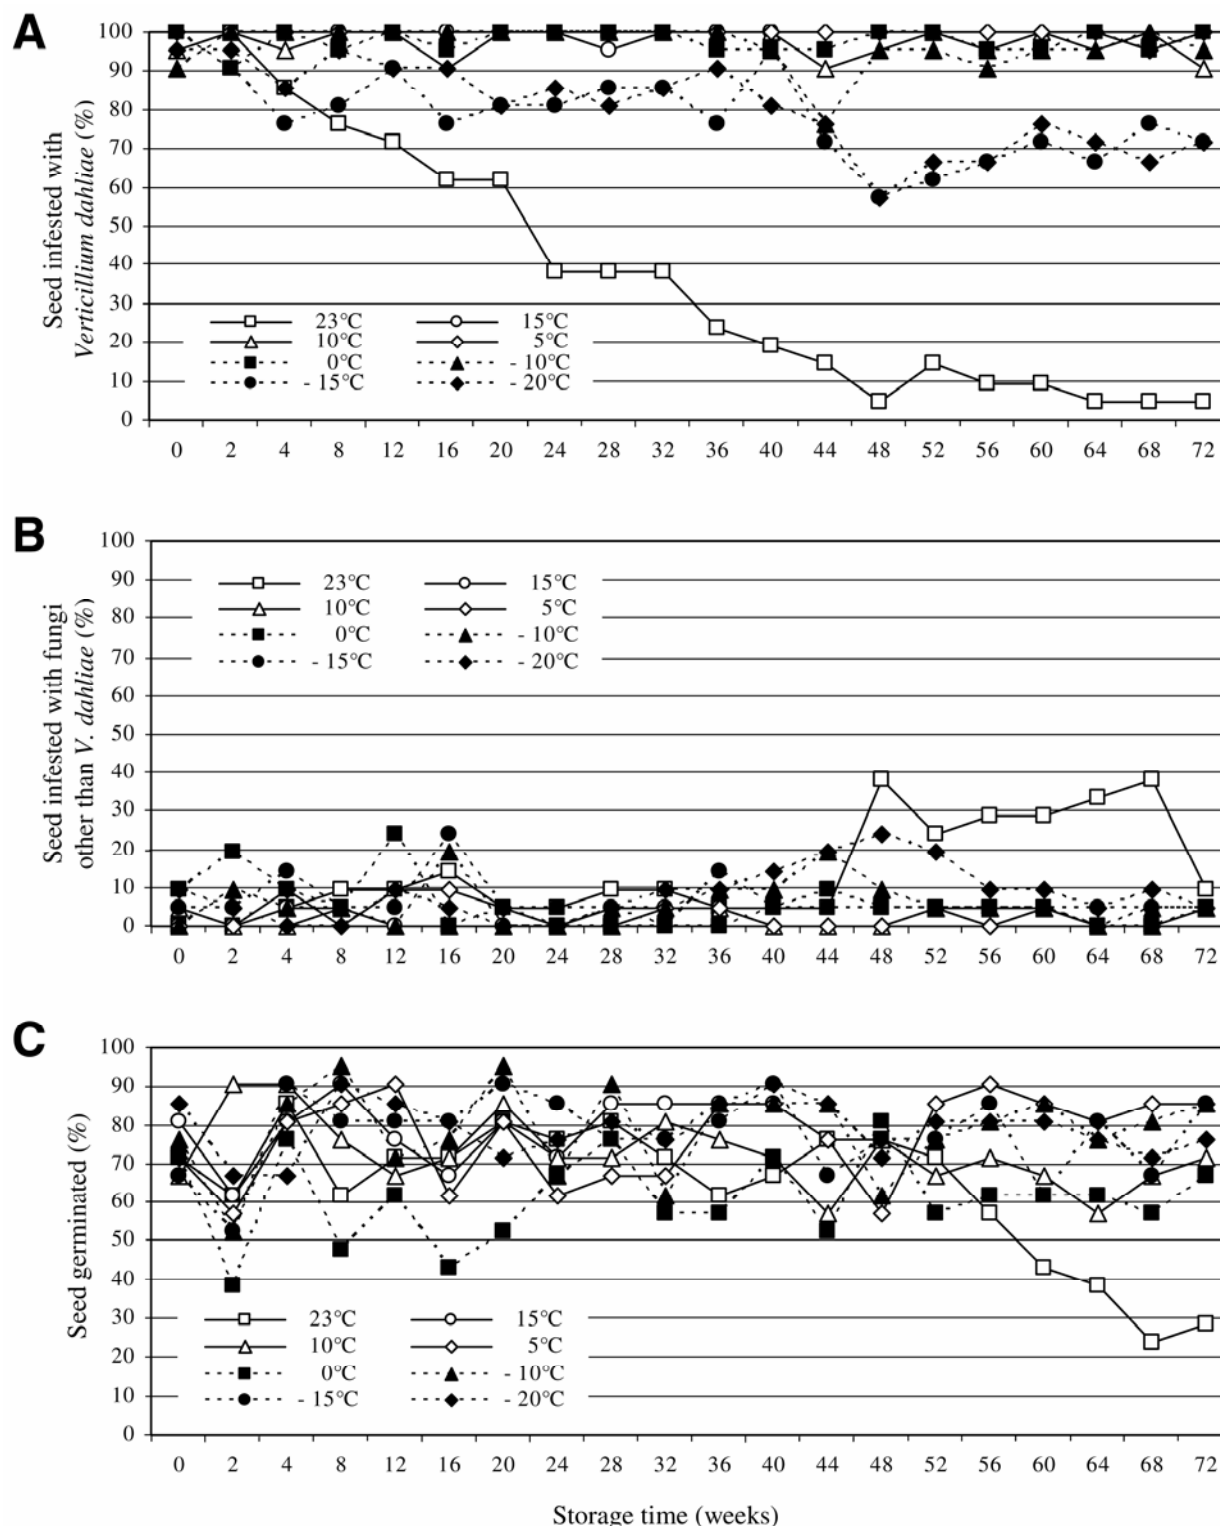 A
Seed infested with
Verticillium dahliae (%)
100
90
80
70
60
50
40
30
20
10
0
23°C 15°C
10°C 5°C
0°C - 10°C
- 15°C - 20°C
0 2 4 8 12 16 20 24 28 32 36 40 44 48 52 56 60 64 68 72
B
Seed infested with fungi
other than V. dahliae (%)
100
90
80
70
60
50
40
30
20
10
0
23°C 15°C
10°C 5°C
0°C - 10°C
- 15°C - 20°C
0 2 4 8 12 16 20 24 28 32 36 40 44 48 52 56 60 64 68 72
C
Seed germinated (%)
100
90
80
70
60
50
40
30
20
10
0
23°C 15°C
10°C 5°C
0°C - 10°C
- 15°C - 20°C
0 2 4 8 12 16 20 24 28 32 36 40 44 48 52 56 60 64 68 72
Storage time (weeks)